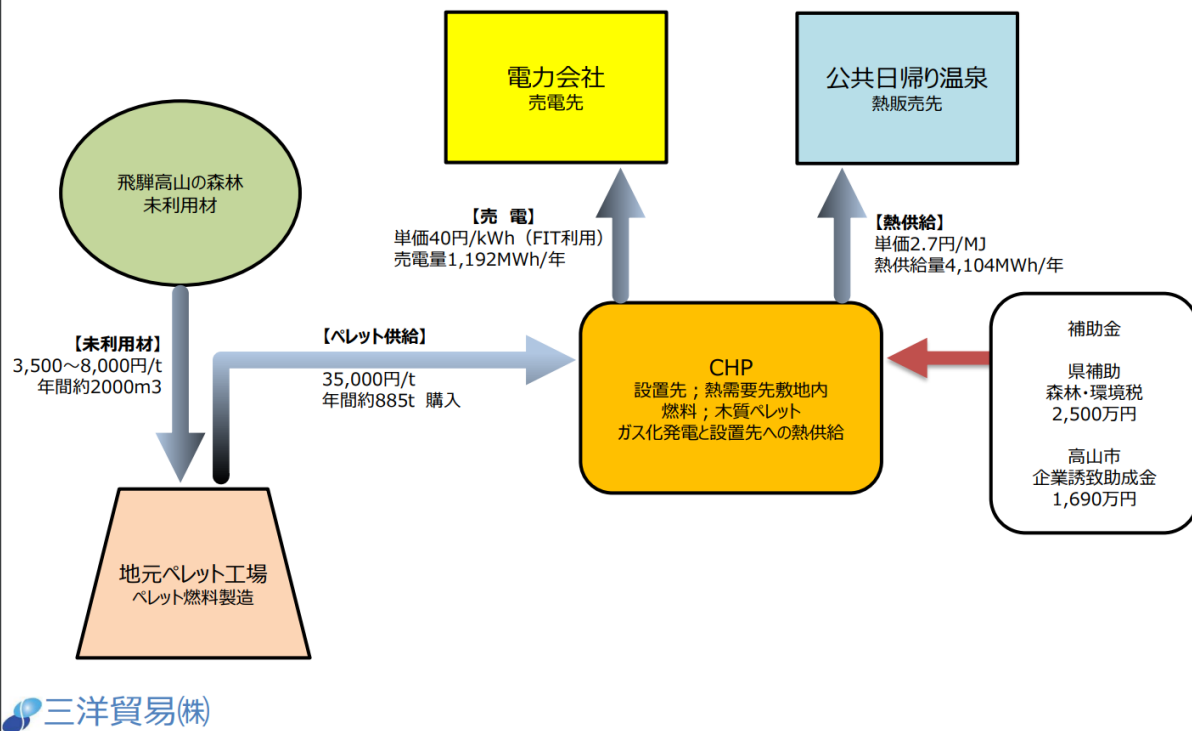 電力会社
売電先
公共日帰り温泉
熱販売先
飛騨高山の森林
未利用材
【売 電】
単価40円/kWh(FIT利用)
売電量1,192MWh/年
【熱供給】
単価2.7円/MJ
熱供給量4,104MWh/年
【未利用材】
3,500～8,000円/t
年間約2000m3
【ペレット供給】
35,000円/t
年間約885t 購入
CHP
設置先;熱需要先敷地内
燃料;木質ペレット
ガス化発電と設置先への熱供給
補助金
県補助
森林・環境税
2,500万円
高山市
企業誘致助成金
1,690万円
地元ペレット工場
ペレット燃料製造
三洋貿易㈱